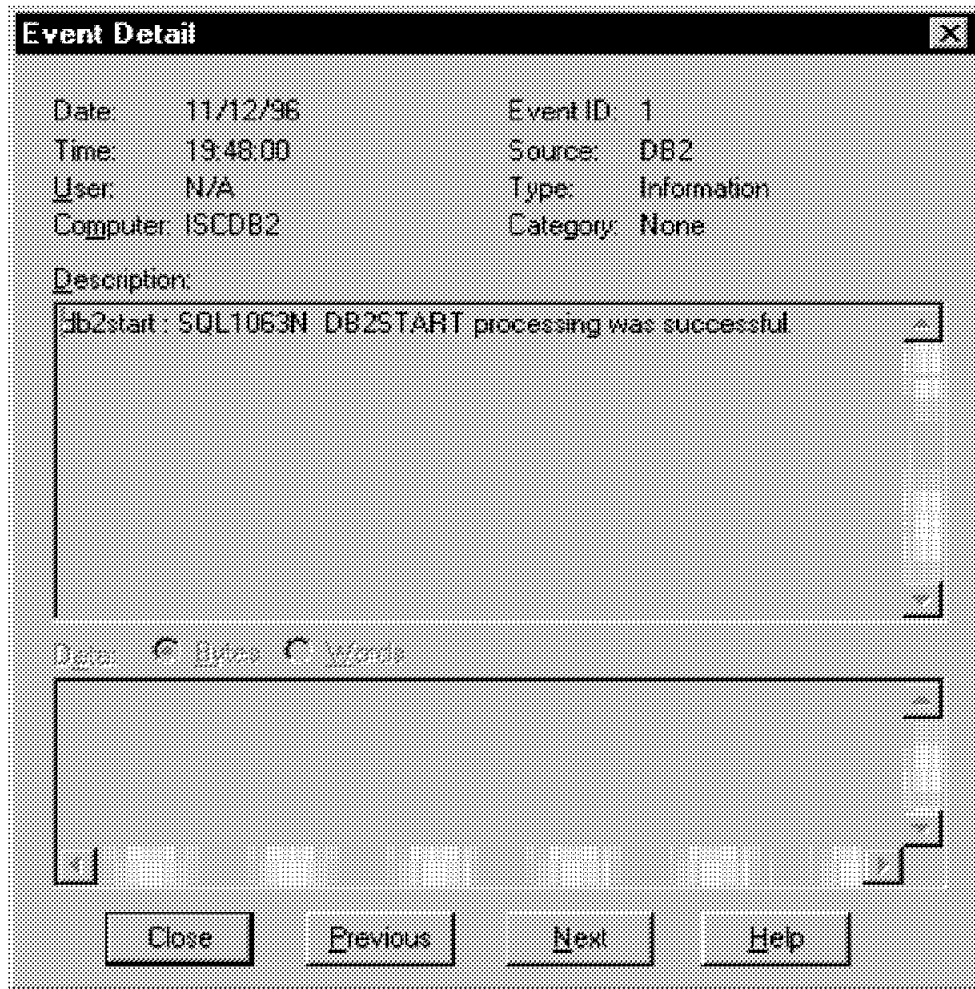 Event Detail
Date: 11/12/96 Event ID: 1
Time: 19:48:00 Source: DB2
User: N/A Type: Information
Computer: ISCDB2 Category: None
Description:
db2start : SQL1063N DB2START processing was successful.
Data: Bytes Words
Close Previous Next Help